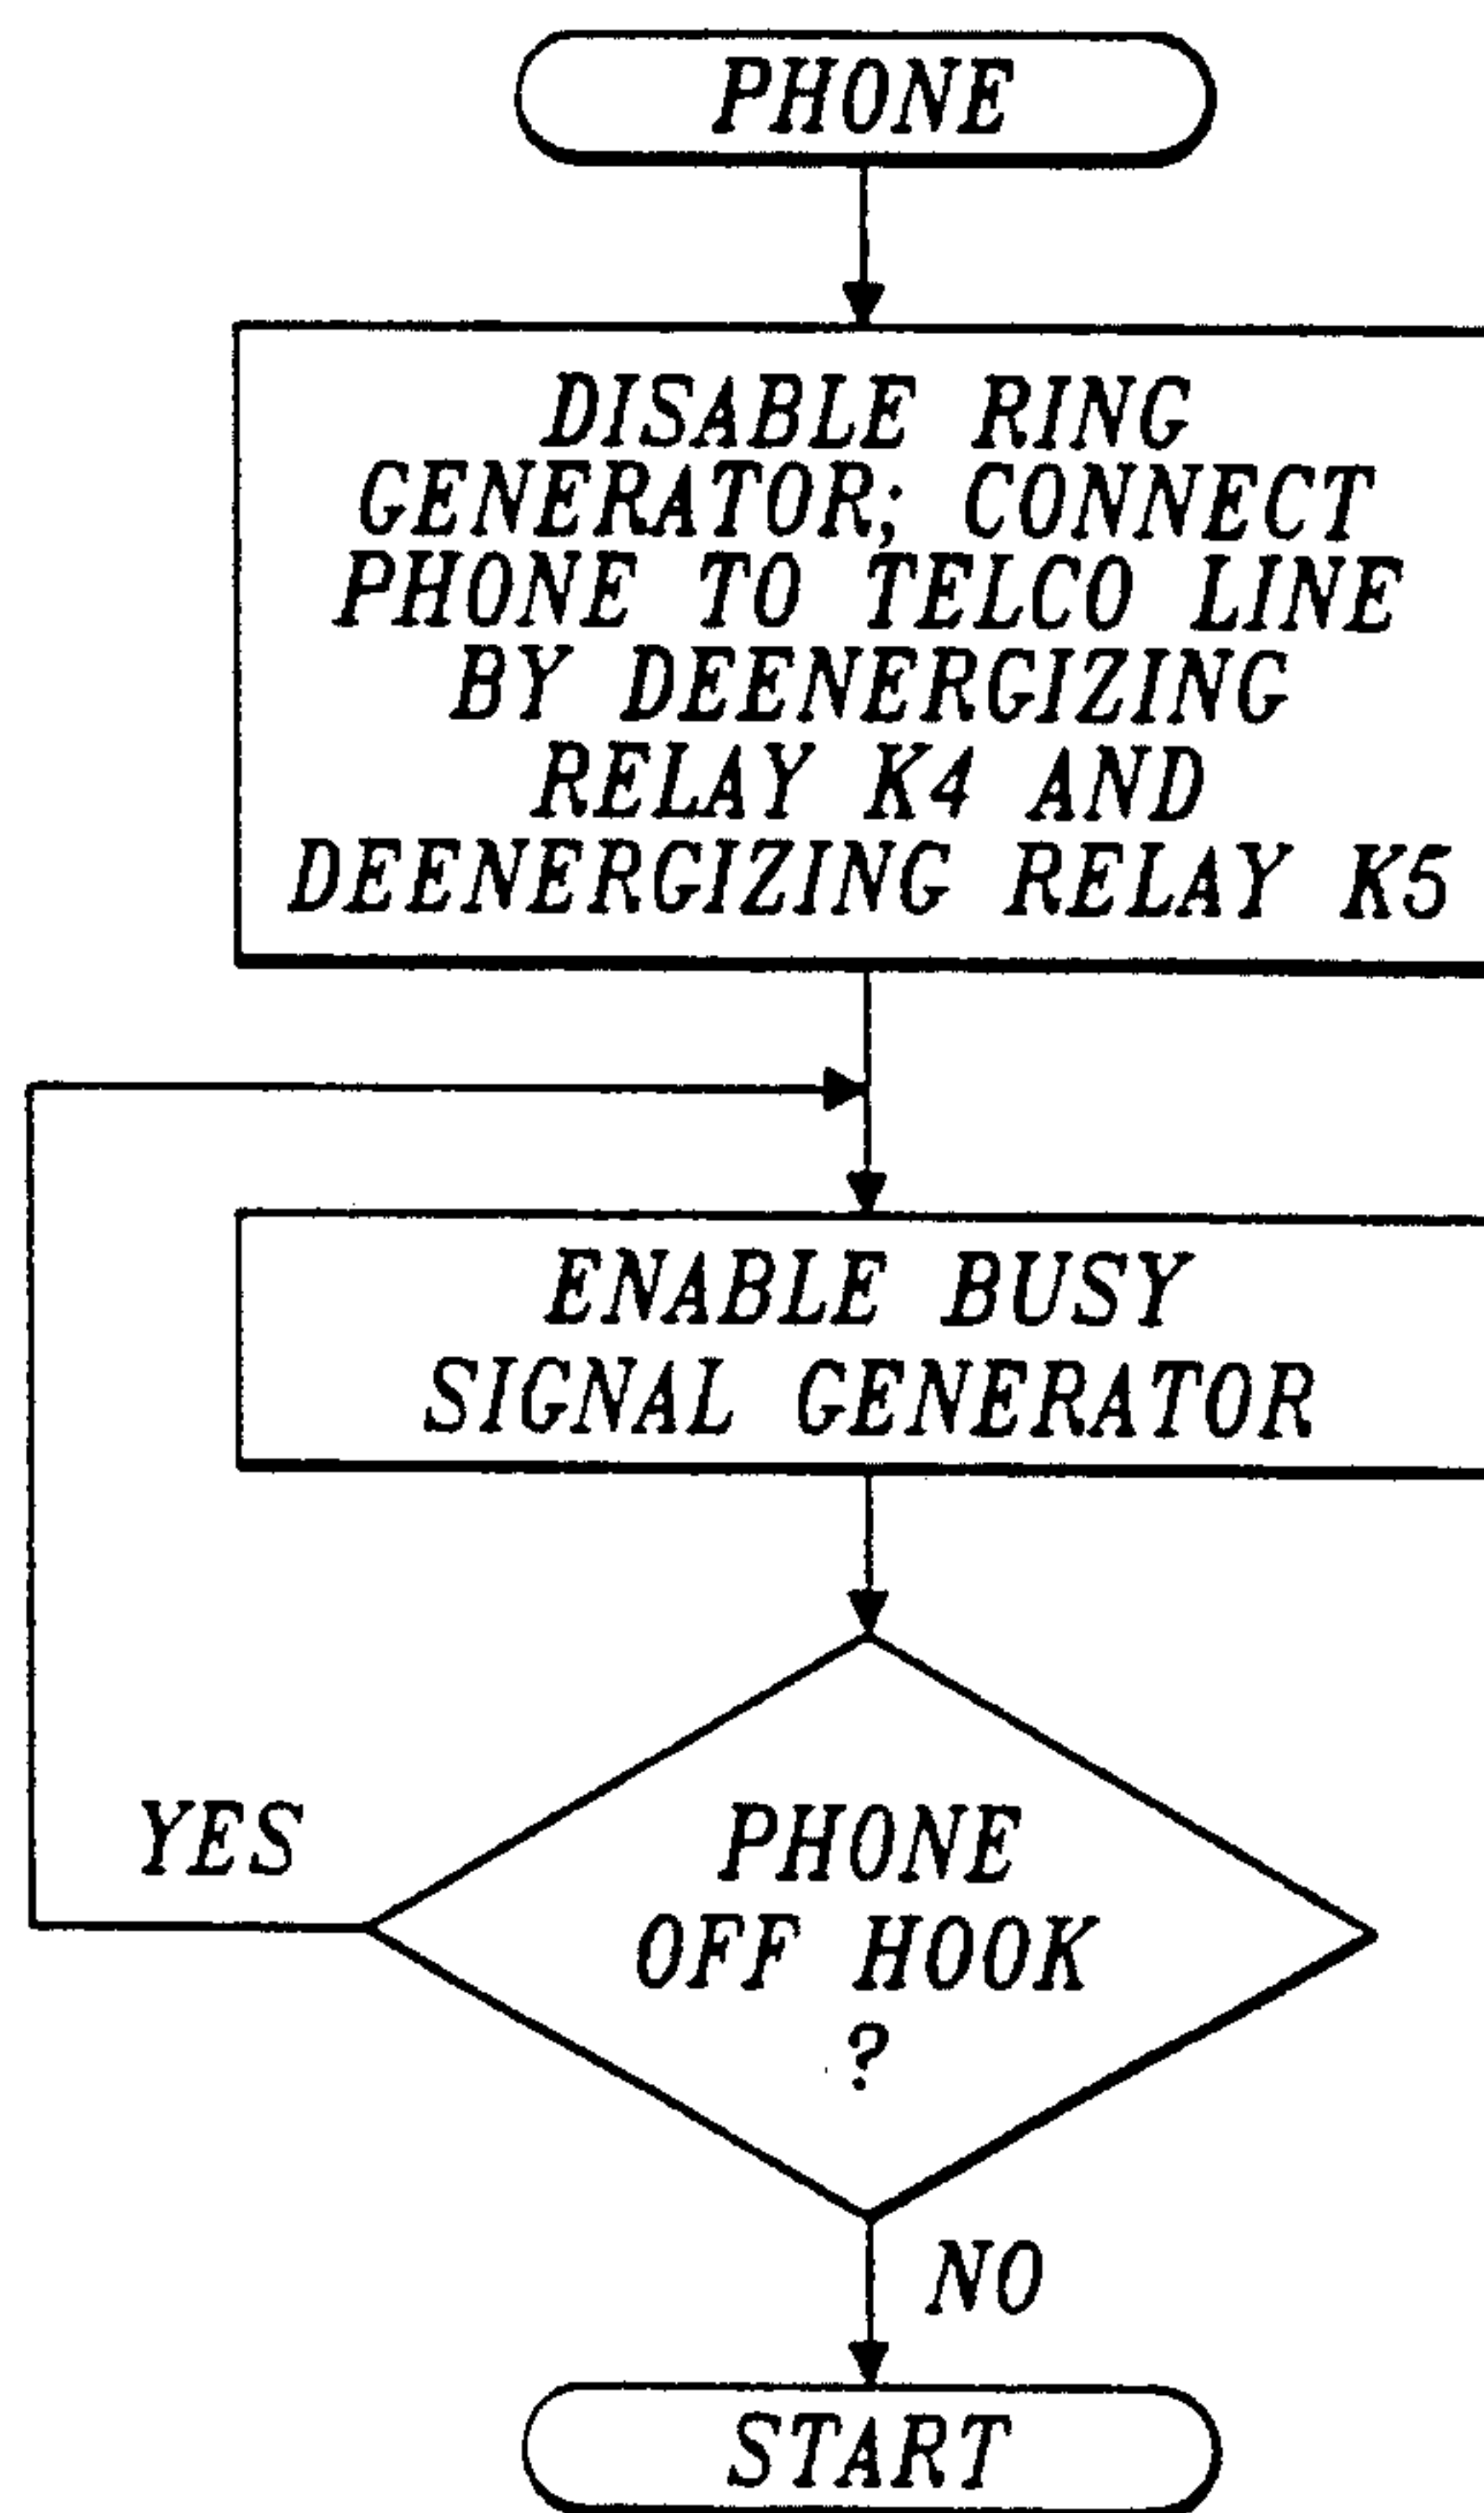 PHONE
DISABLE RING
GENERATOR; CONNECT
PHONE TO TELCO LINE
BY DEENERGIZING
RELAY K4 AND
DEENERGIZING RELAY K5
ENABLE BUSY
SIGNAL GENERATOR
YES
PHONE
OFF HOOK
?
NO
START